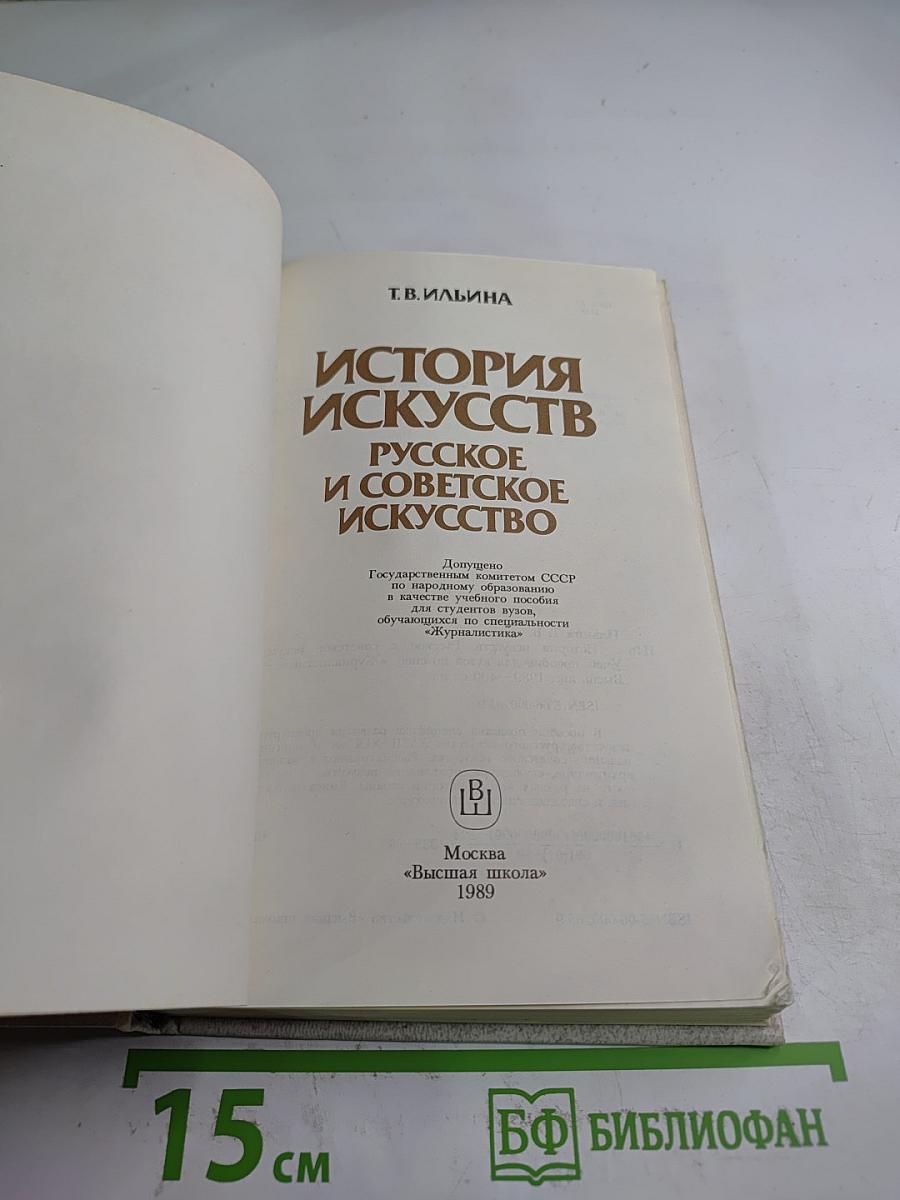 Т. В. ИЛЬИНА
ИСТОРИЯ
ИСКУССТВ
РУССКОЕ
И СОВЕТСКОЕ
ИСКУССТВО
Допущено
Государственным комитетом СССР
по народному образованию
в качестве учебного пособия
для студентов вузов,
обучающихся по специальности
«Журналистика»
ВШ
Москва
«Высшая школа»
1989
15 см
БФ БИБЛИОФАН